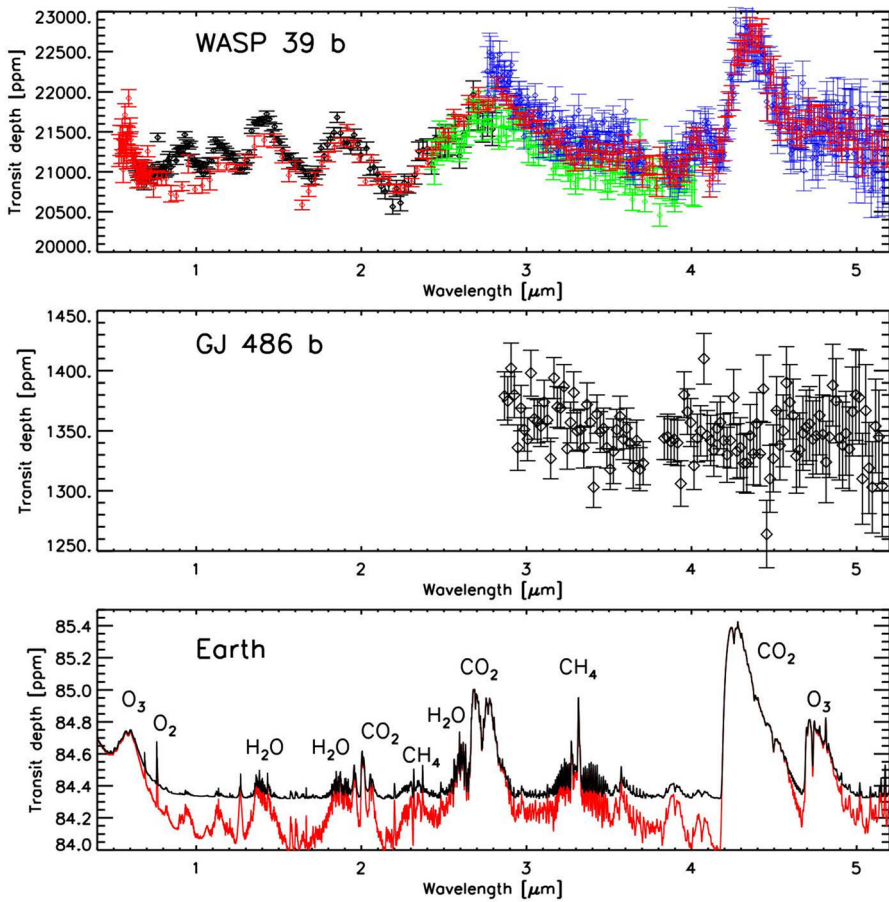 WASP 39 b
Transit depth [ppm]
23000.
22500
22000.
21500
21000.
20500
20000.
1 2 3 4 5
Wavelength [μm]
GJ 486 b
Transit depth [ppm]
1450.
1400.
1350.
1300.
1250.
1 2 3 4 5
Wavelength [μm]
Earth
Transit depth [ppm]
85.4
85.2
85.0
84.8
84.6
84.4
84.2
84.0
O₃
O₂
H₂O
H₂O
CO₂
CH₄
H₂O
CO₂
CH₄
CO₂
O₃
1 2 3 4 5
Wavelength [μm]